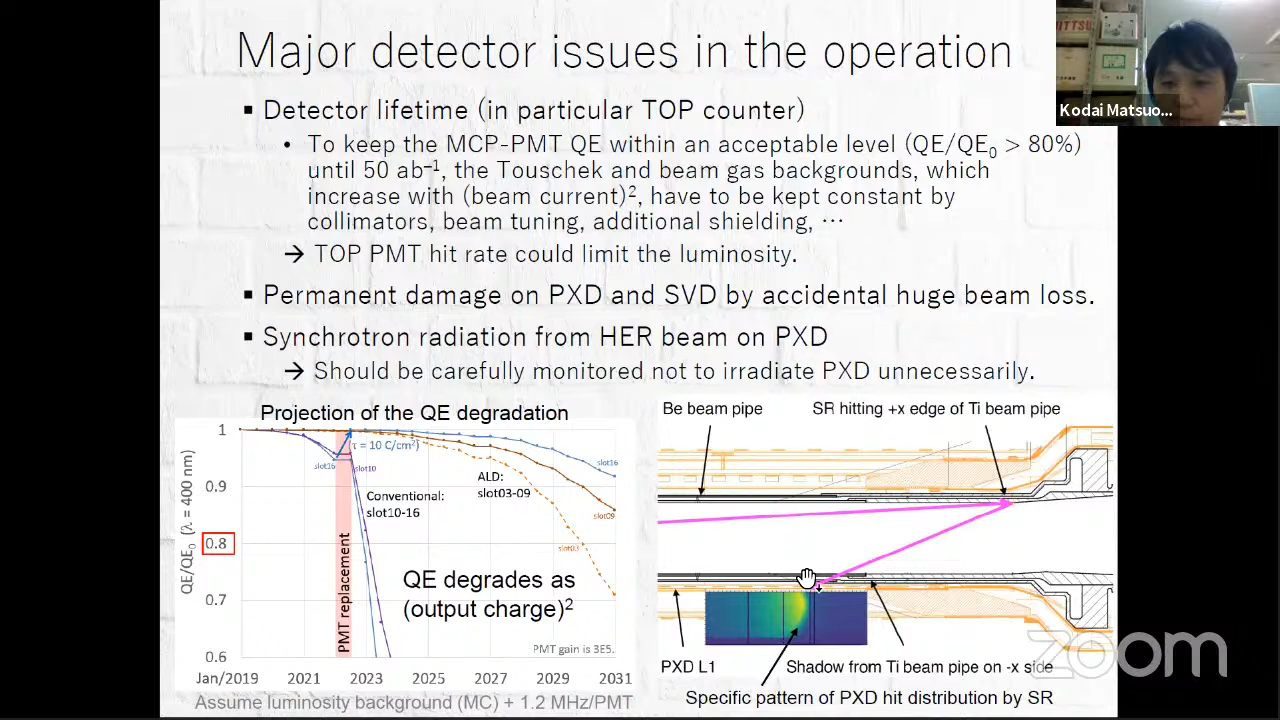 Major detector issues in the operation
Kodai Matsuo...
▪ Detector lifetime (in particular TOP counter)
• To keep the MCP-PMT QE within an acceptable level (QE/QE₀ > 80%)
until 50 ab⁻¹, the Touschek and beam gas backgrounds, which
increase with (beam current)², have to be kept constant by
collimators, beam tuning, additional shielding, …
→ TOP PMT hit rate could limit the luminosity.
▪ Permanent damage on PXD and SVD by accidental huge beam loss.
▪ Synchrotron radiation from HER beam on PXD
→ Should be carefully monitored not to irradiate PXD unnecessarily.
Projection of the QE degradation
QE/QE₀ (λ = 400 nm)
1
0.9
0.8
0.7
0.6
Jan/2019
2021
2023
2025
2027
2029
2031
(τ = 10 C/cm²)
slot16
slot10
Conventional:
slot10-16
ALD:
slot03-09
slot16
slot09
slot03
PMT replacement
QE degrades as
(output charge)²
PMT gain is 3E5.
Assume luminosity background (MC) + 1.2 MHz/PMT
Be beam pipe
SR hitting +x edge of Ti beam pipe
PXD L1
Shadow from Ti beam pipe on -x side
Specific pattern of PXD hit distribution by SR
zoom